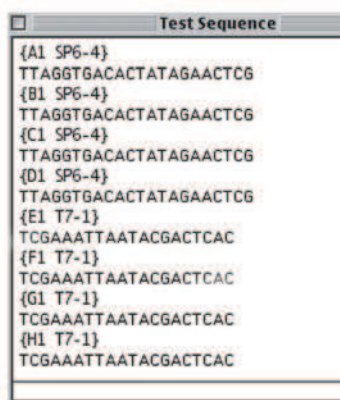 Test Sequence
{A1 SP6-4}
TTAGGTGACACTATAGAACTCG
{B1 SP6-4}
TTAGGTGACACTATAGAACTCG
{C1 SP6-4}
TTAGGTGACACTATAGAACTCG
{D1 SP6-4}
TTAGGTGACACTATAGAACTCG
{E1 T7-1}
TCGAAATTAATACGACTCAC
{F1 T7-1}
TCGAAATTAATACGACTCAC
{G1 T7-1}
TCGAAATTAATACGACTCAC
{H1 T7-1}
TCGAAATTAATACGACTCAC